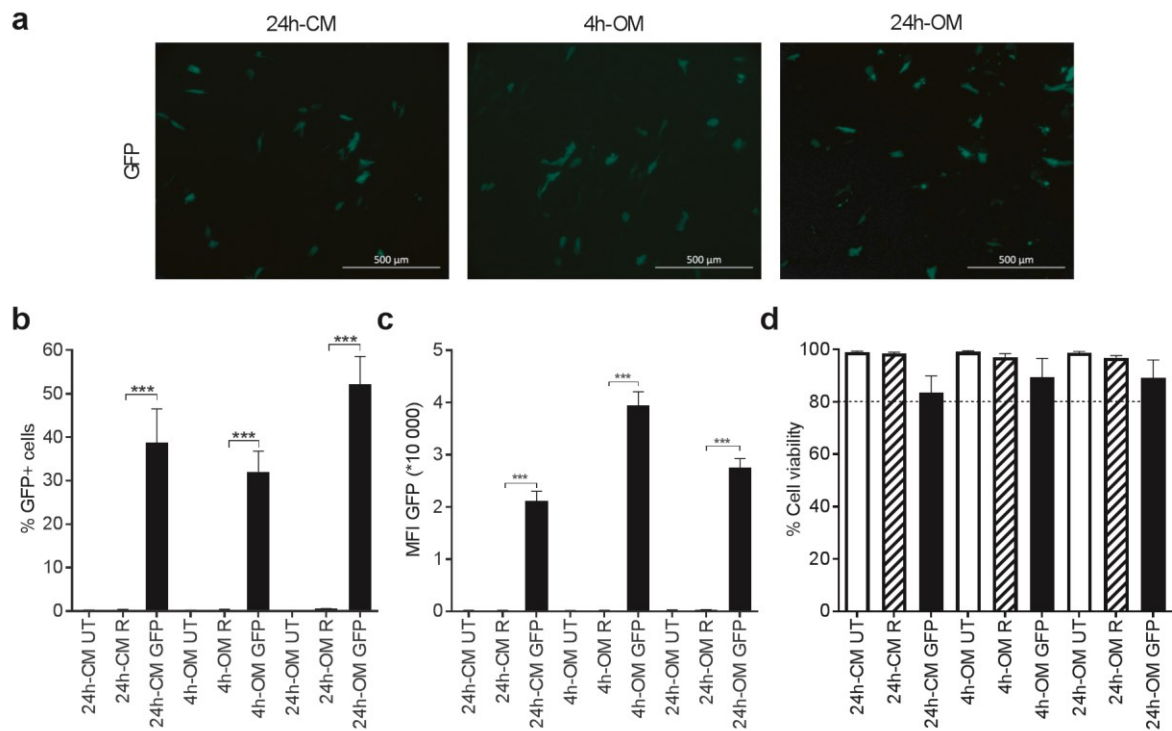 a
24h-CM
4h-OM
24h-OM
GFP
500 µm
500 µm
500 µm
b
% GFP+ cells
60
50
40
30
20
10
0
***
***
***
24h-CM UT
24h-CM R
24h-CM GFP
4h-OM UT
4h-OM R
4h-OM GFP
24h-OM UT
24h-OM R
24h-OM GFP
c
MFI GFP (*10 000)
5
4
3
2
1
0
***
***
***
24h-CM UT
24h-CM R
24h-CM GFP
4h-OM UT
4h-OM R
4h-OM GFP
24h-OM UT
24h-OM R
24h-OM GFP
d
% Cell viability
100
80
60
40
20
0
24h-CM UT
24h-CM R
24h-CM GFP
4h-OM UT
4h-OM R
4h-OM GFP
24h-OM UT
24h-OM R
24h-OM GFP